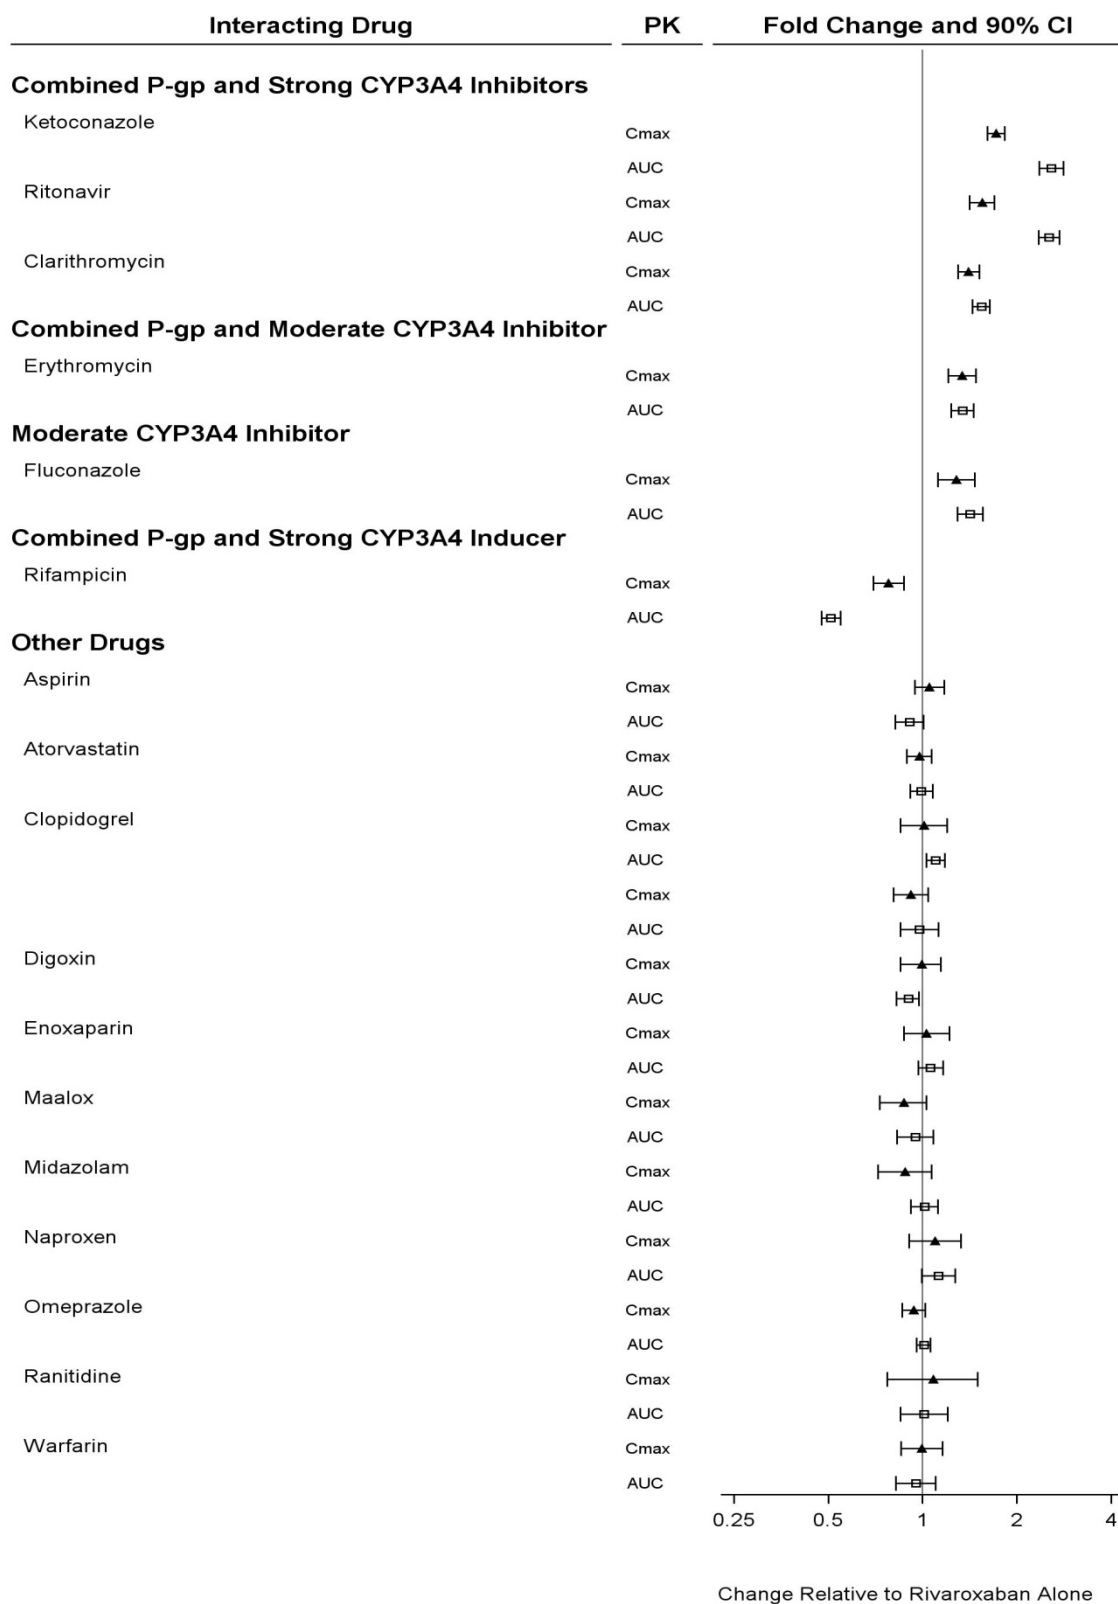 Interacting Drug PK Fold Change and 90% CI
Combined P-gp and Strong CYP3A4 Inhibitors
Ketoconazole Cmax
AUC
Ritonavir Cmax
AUC
Clarithromycin Cmax
AUC
Combined P-gp and Moderate CYP3A4 Inhibitor
Erythromycin Cmax
AUC
Moderate CYP3A4 Inhibitor
Fluconazole Cmax
AUC
Combined P-gp and Strong CYP3A4 Inducer
Rifampicin Cmax
AUC
Other Drugs
Aspirin Cmax
AUC
Atorvastatin Cmax
AUC
Clopidogrel Cmax
AUC
Cmax
AUC
Digoxin Cmax
AUC
Enoxaparin Cmax
AUC
Maalox Cmax
AUC
Midazolam Cmax
AUC
Naproxen Cmax
AUC
Omeprazole Cmax
AUC
Ranitidine Cmax
AUC
Warfarin Cmax
AUC
0.25 0.5 1 2 4
Change Relative to Rivaroxaban Alone